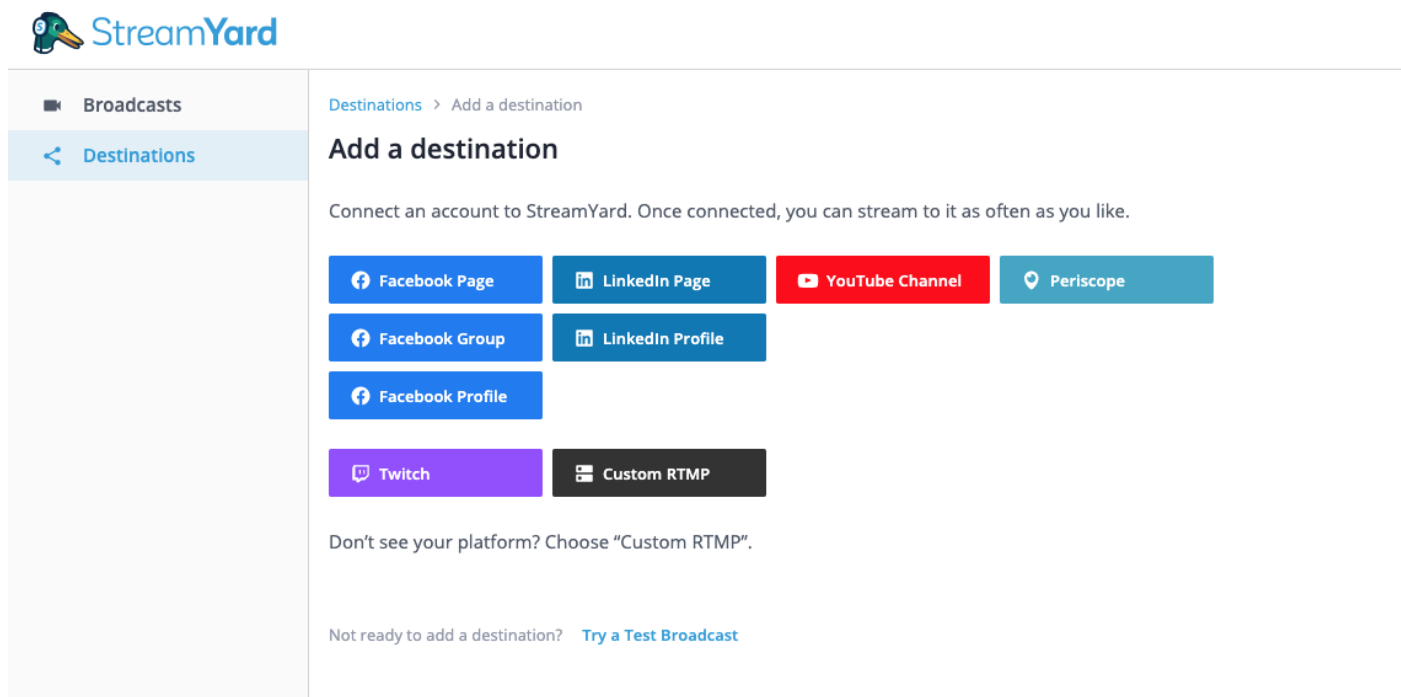 StreamYard
Broadcasts
Destinations
Destinations > Add a destination
Add a destination
Connect an account to StreamYard. Once connected, you can stream to it as often as you like.
Facebook Page
LinkedIn Page
YouTube Channel
Periscope
Facebook Group
LinkedIn Profile
Facebook Profile
Twitch
Custom RTMP
Don’t see your platform? Choose “Custom RTMP”.
Not ready to add a destination? Try a Test Broadcast